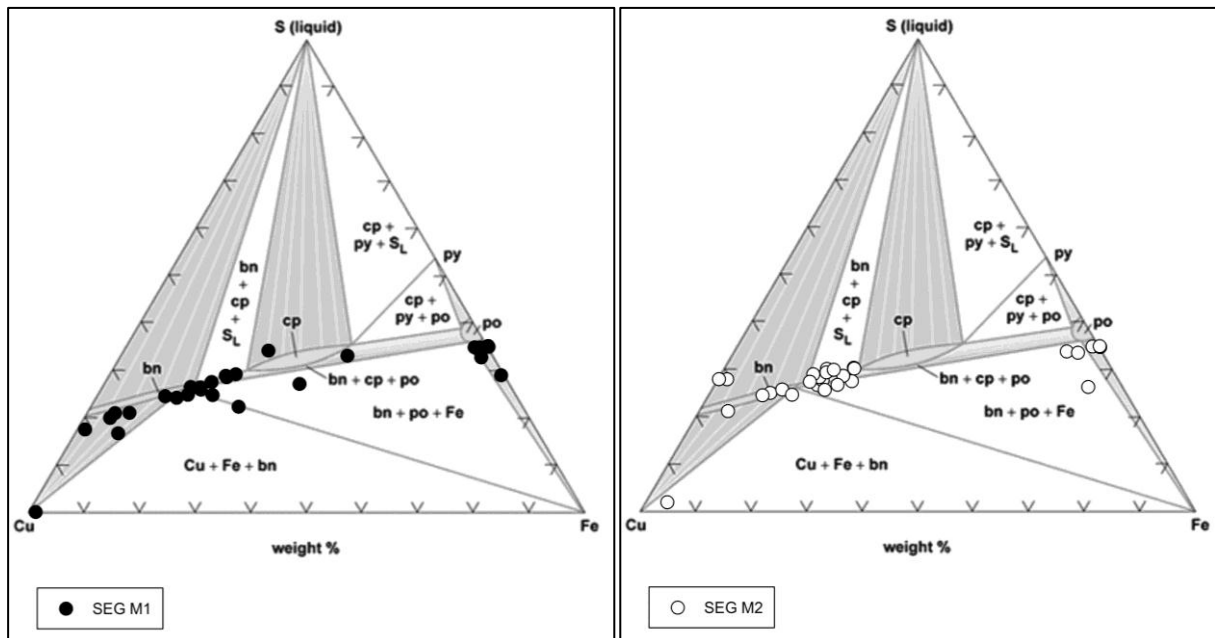 S (liquid)
cp +
py + SL
py
bn
+
cp
+
SL
cp +
py + po
po
cp
bn
bn + cp + po
bn + po + Fe
Cu + Fe + bn
Cu
Fe
weight %
SEG M1
S (liquid)
cp +
py + SL
py
bn
+
cp
+
SL
cp +
py + po
po
cp
bn
bn + cp + po
bn + po + Fe
Cu + Fe + bn
Cu
Fe
weight %
SEG M2